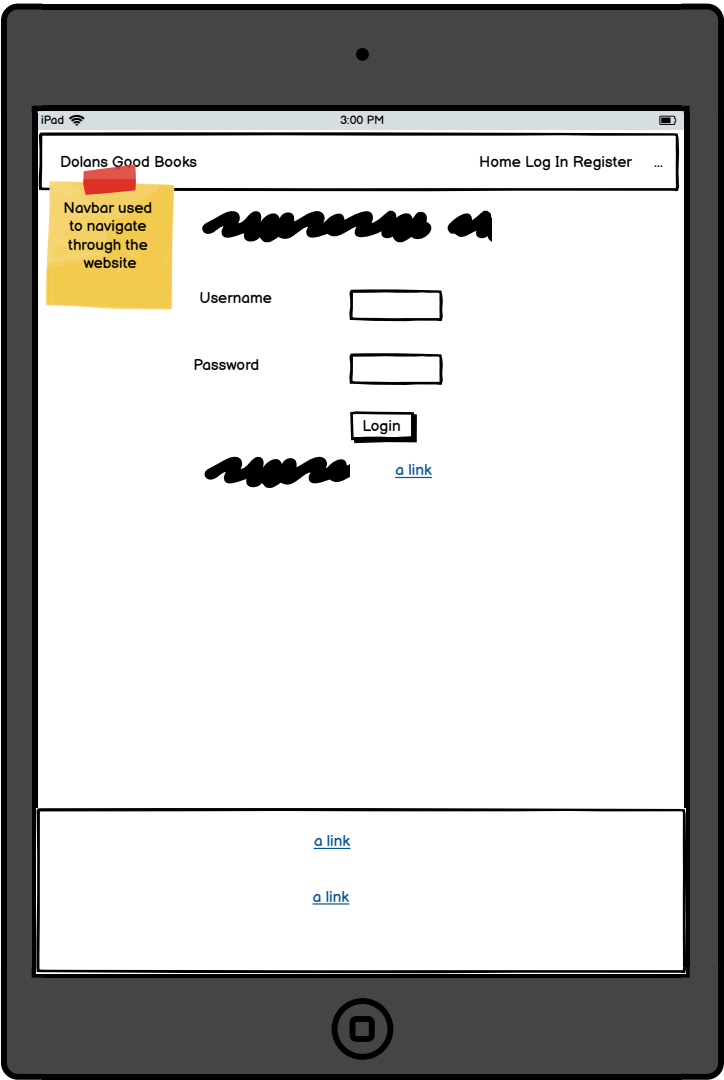 iPad 3:00 PM
Dolans Good Books Home Log In Register ...
Navbar used
to navigate
through the
website
Username
Password
Login
a link
a link
a link